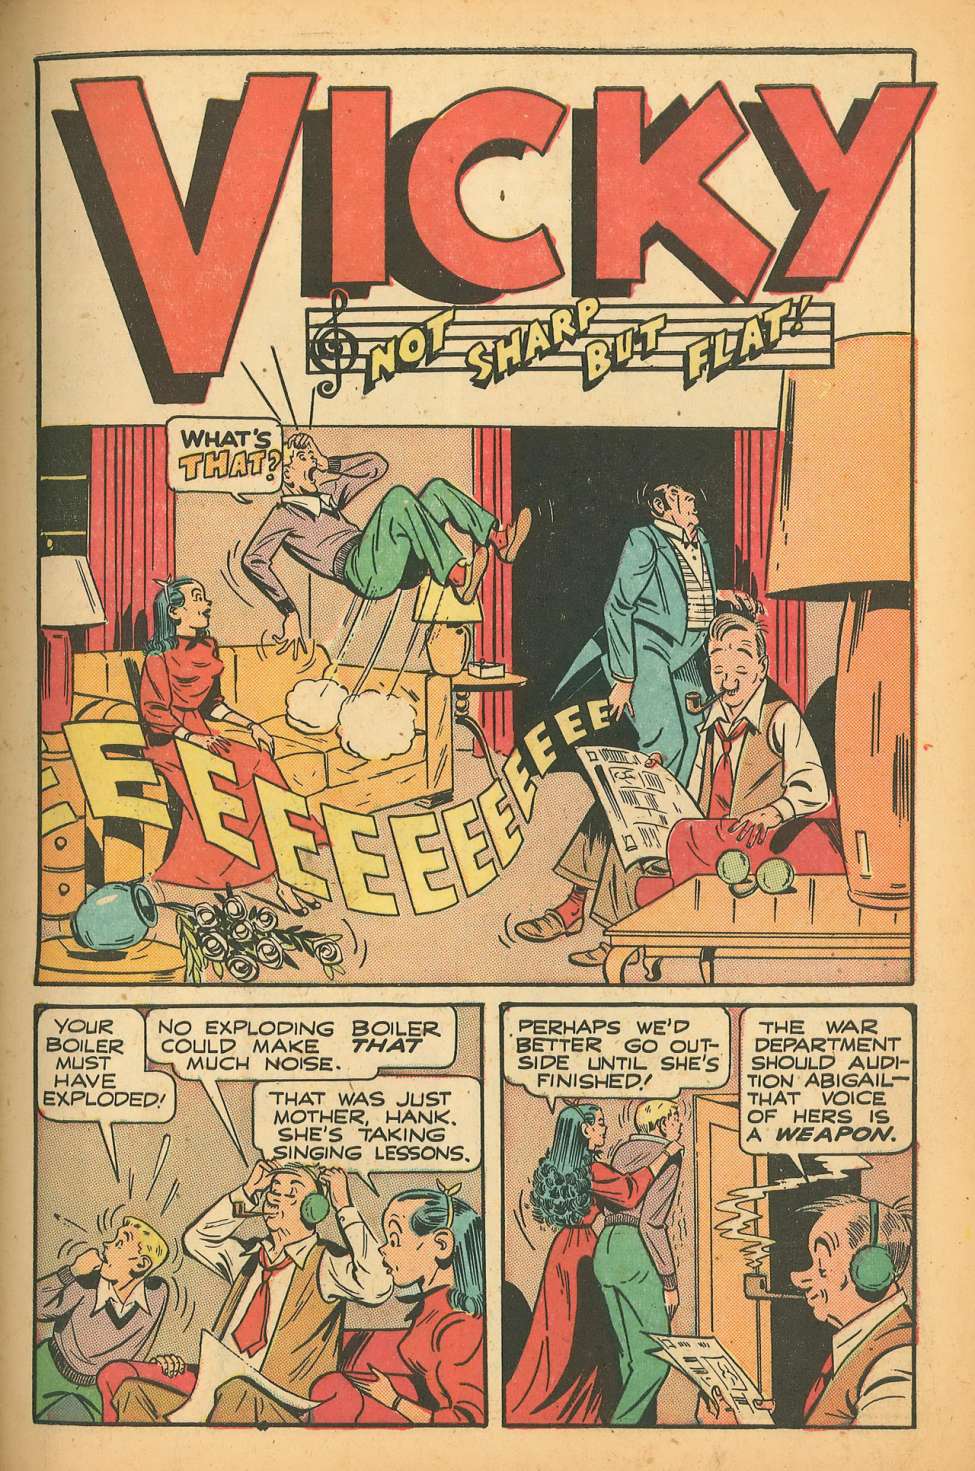 VICKY
NOT SHARP BUT FLAT!
WHAT'S
THAT?
EEEEEEEEEEEEE
YOUR
BOILER
MUST
HAVE
EXPLODED!
NO EXPLODING BOILER
COULD MAKE THAT
MUCH NOISE.
THAT WAS JUST
MOTHER, HANK.
SHE'S TAKING
SINGING LESSONS.
PERHAPS WE'D
BETTER GO OUT-
SIDE UNTIL SHE'S
FINISHED!
THE WAR
DEPARTMENT
SHOULD AUDI-
TION ABIGAIL—
THAT VOICE
OF HERS IS
A WEAPON.